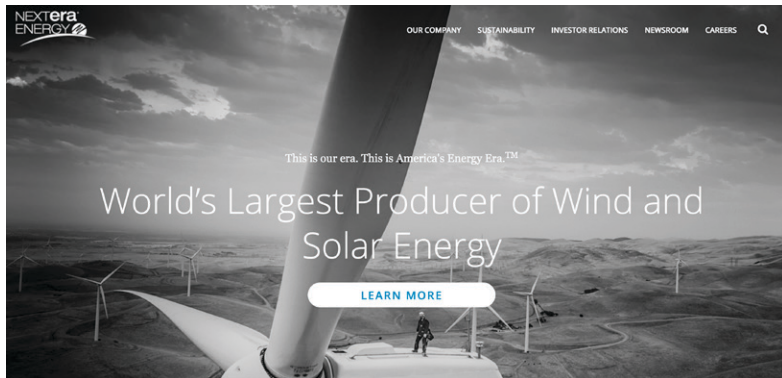 NEXTera
ENERGY
OUR COMPANY SUSTAINABILITY INVESTOR RELATIONS NEWSROOM CAREERS
This is our era. This is America's Energy Era.™
World's Largest Producer of Wind and
Solar Energy
LEARN MORE